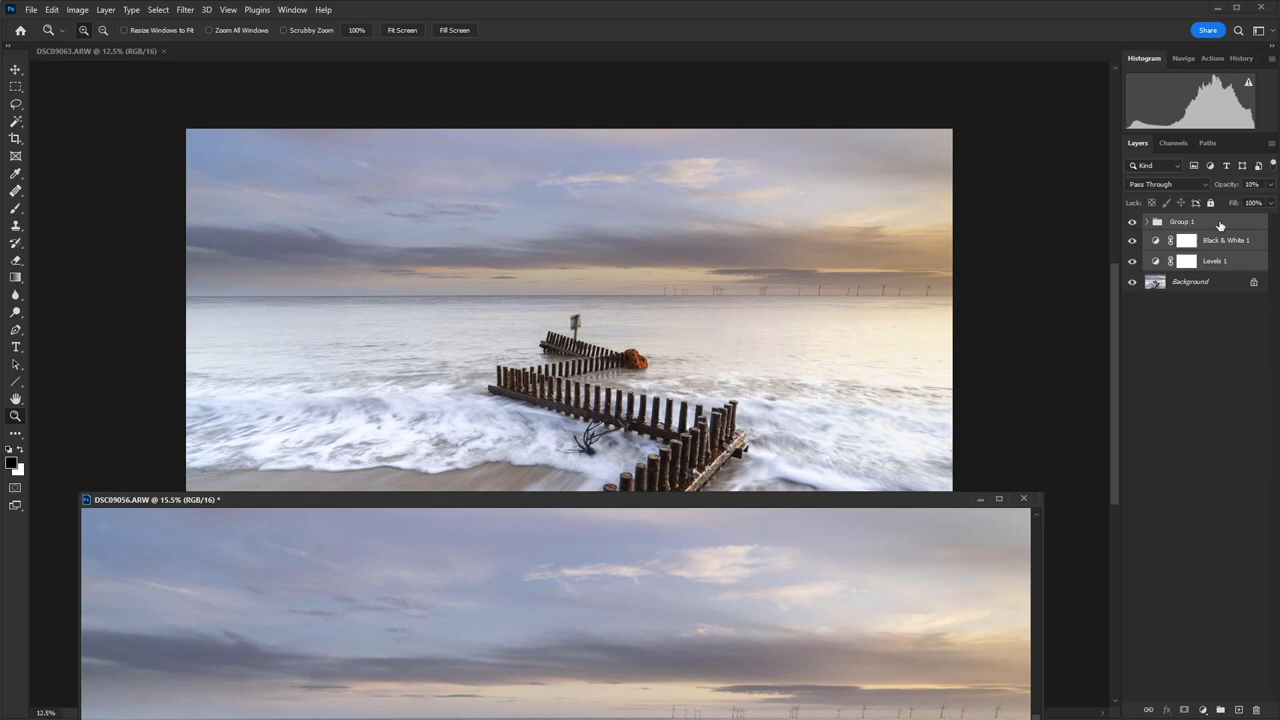 Ps File Edit Image Layer Type Select Filter 3D View Plugins Window Help
Resize Windows to Fit Zoom All Windows Scrubby Zoom 100% Fit Screen Fill Screen Share
DSC09063.ARW @ 12.5% (RGB/16) ×
Histogram Naviga Actions History
Layers Channels Paths
Kind
Pass Through Opacity: 10%
Lock: Fill: 100%
Group 1
Black & White 1
Levels 1
Background
DSC09056.ARW @ 15.5% (RGB/16) *
12.5%
fx